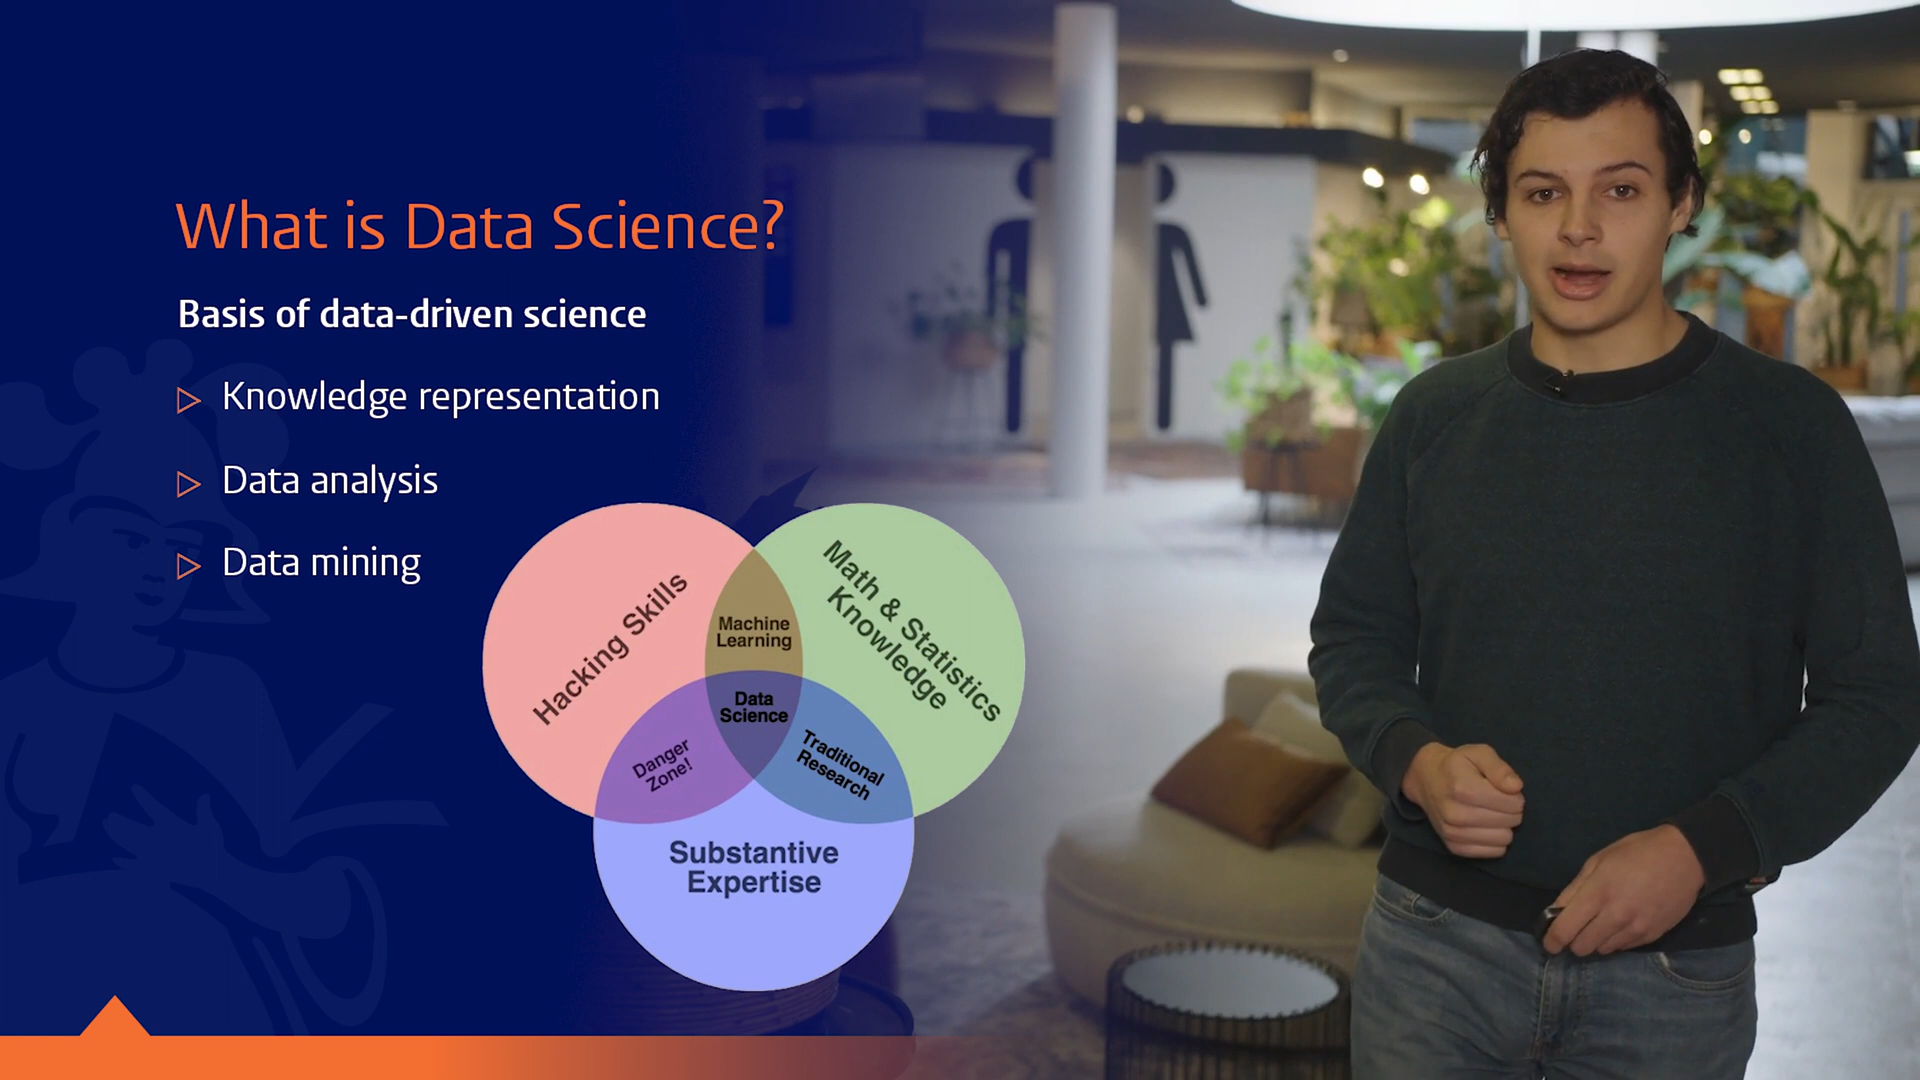 What is Data Science?
Basis of data-driven science
Knowledge representation
Data analysis
Data mining
Hacking Skills
Machine
Learning
Math & Statistics
Knowledge
Data
Science
Danger
Zone!
Traditional
Research
Substantive
Expertise